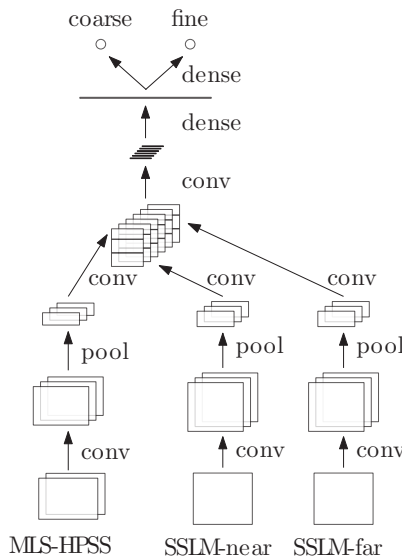 coarse fine
dense
dense
conv
conv conv conv
pool pool pool
conv conv conv
MLS-HPSS SSLM-near SSLM-far